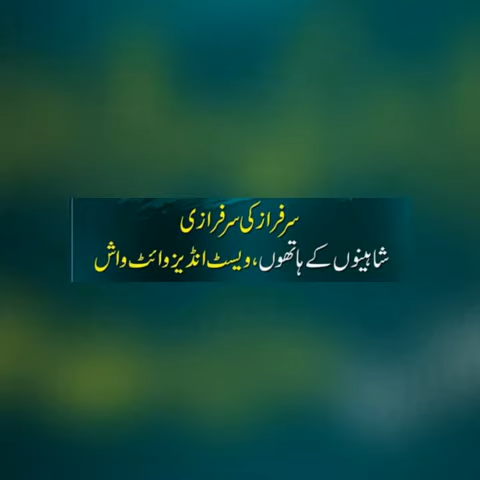 سرفراز کی سرفرازی
شاہینوں کے ہاتھوں، ویسٹ انڈیز وائٹ واش